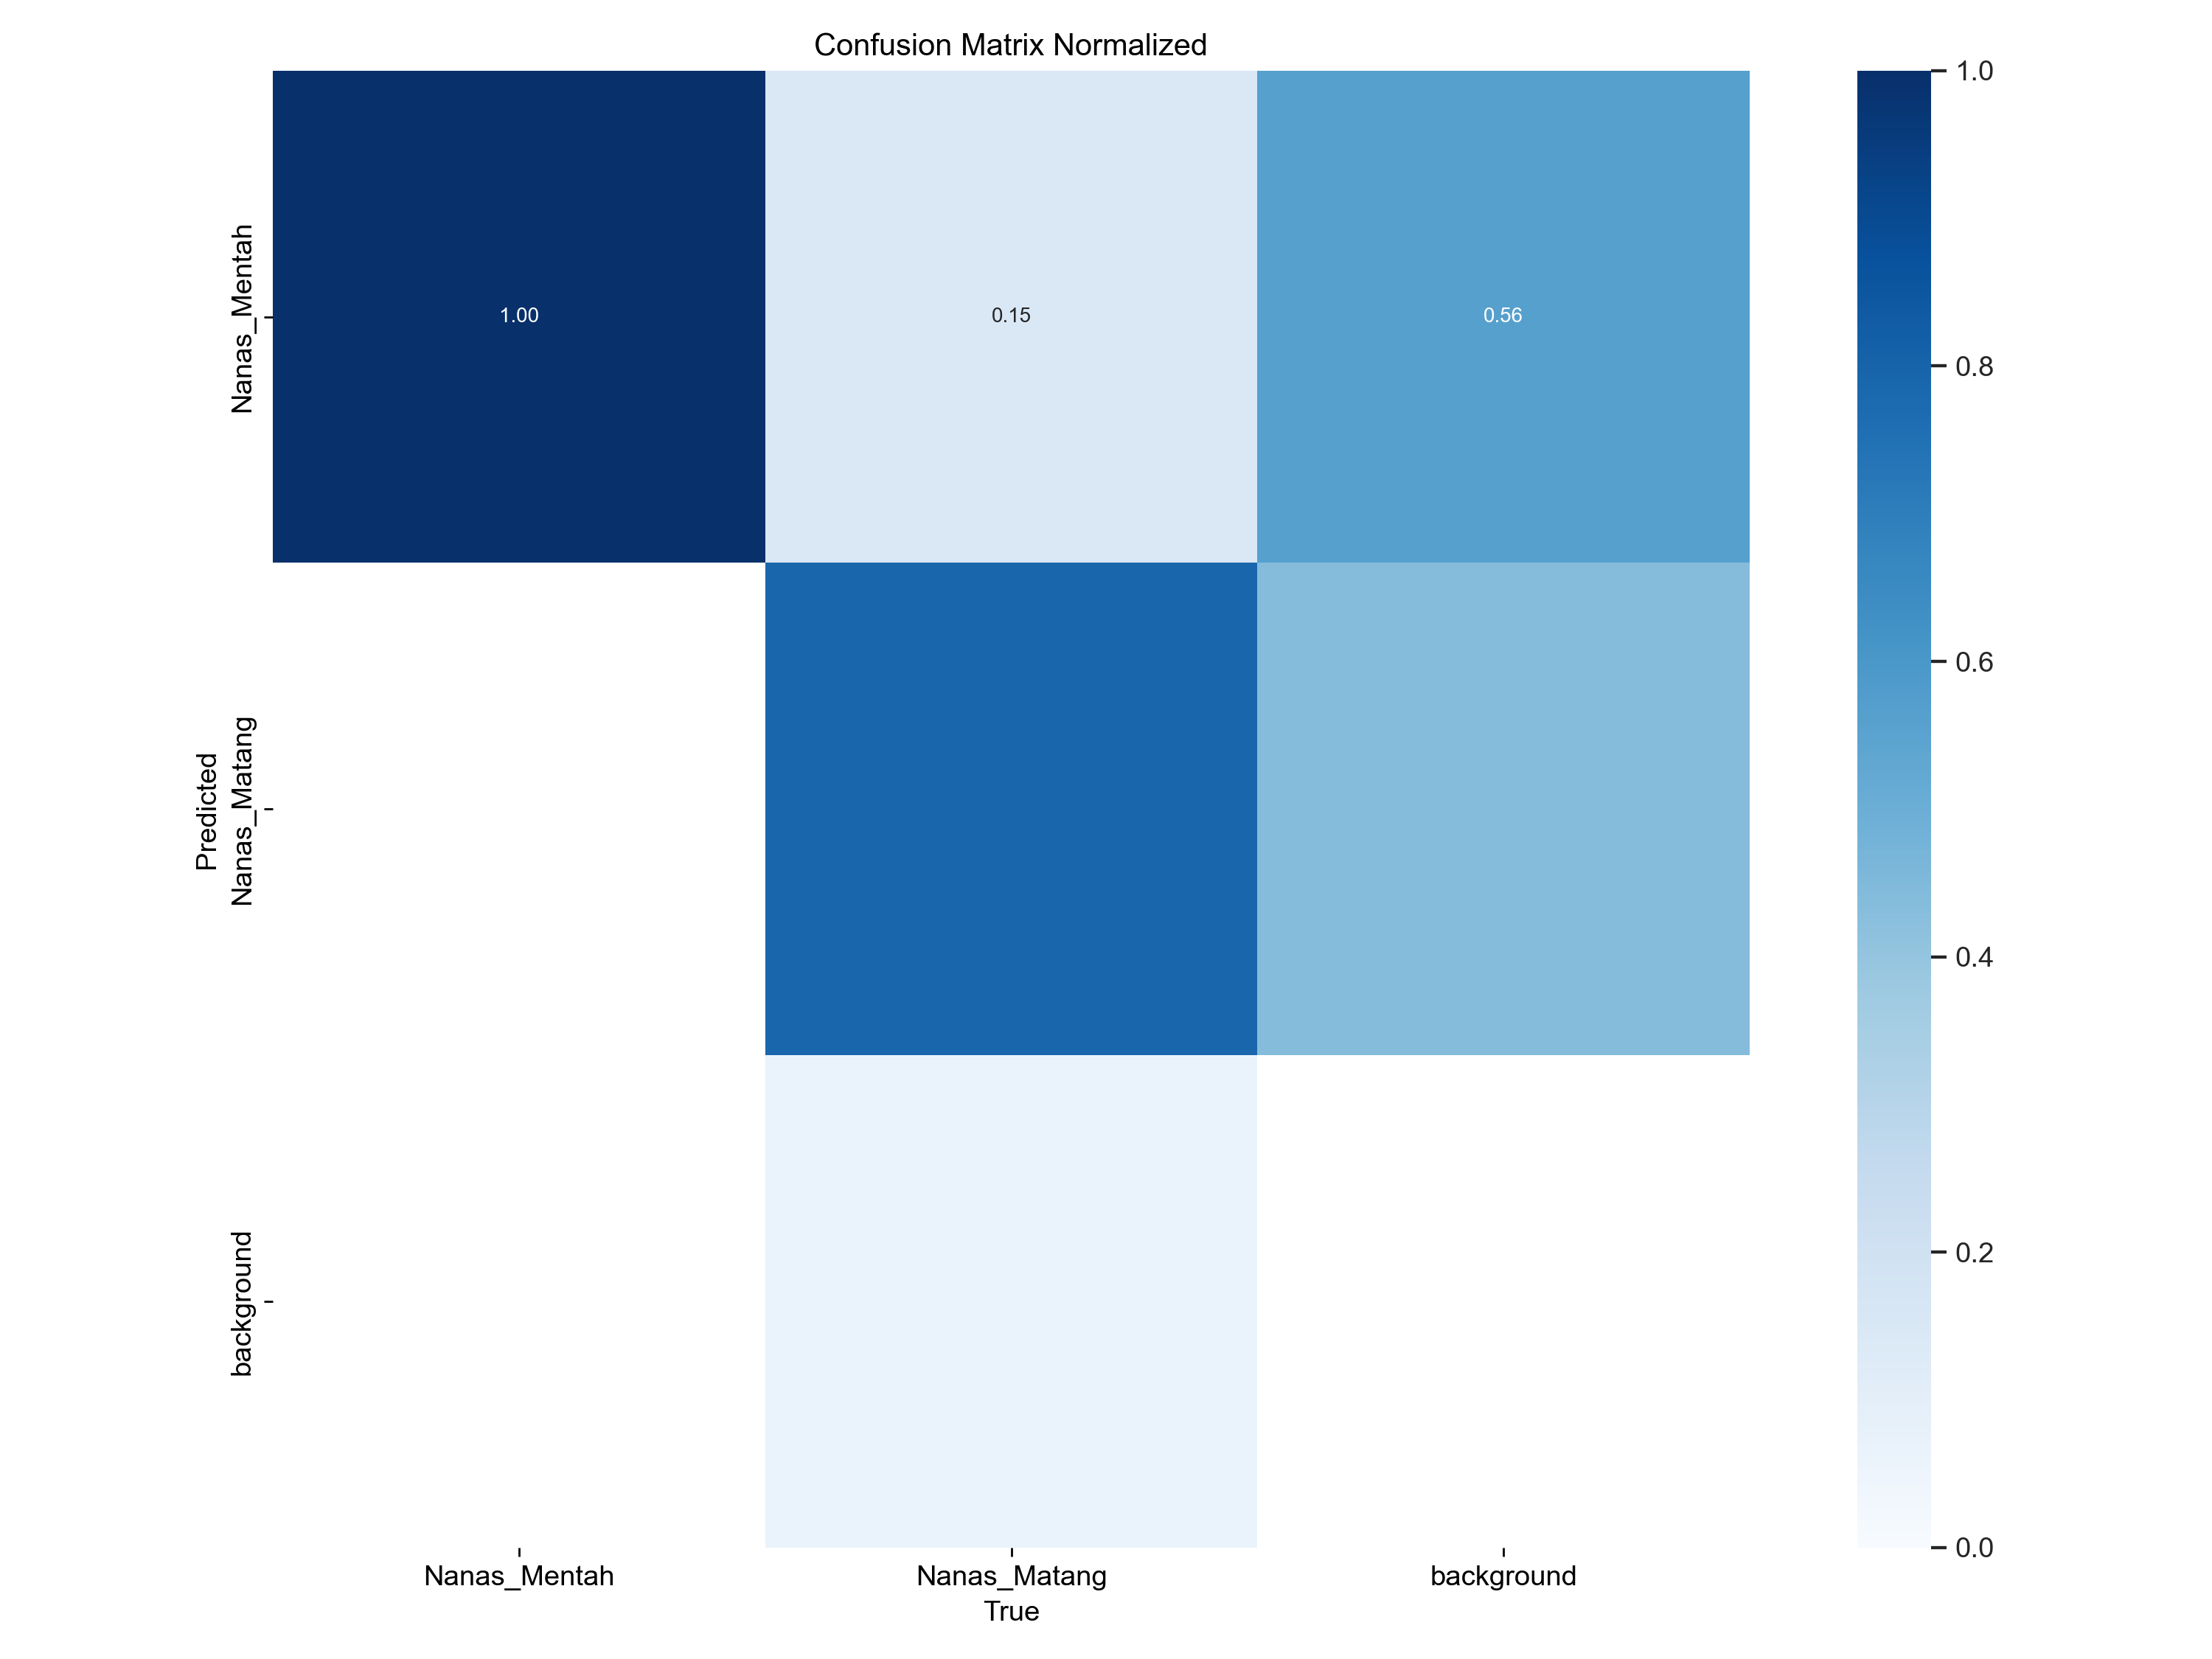 Confusion Matrix Normalized
Predicted
Nanas_Mentah
Nanas_Matang
background
1.00
0.15
0.56
Nanas_Mentah
Nanas_Matang
background
True
1.0
0.8
0.6
0.4
0.2
0.0